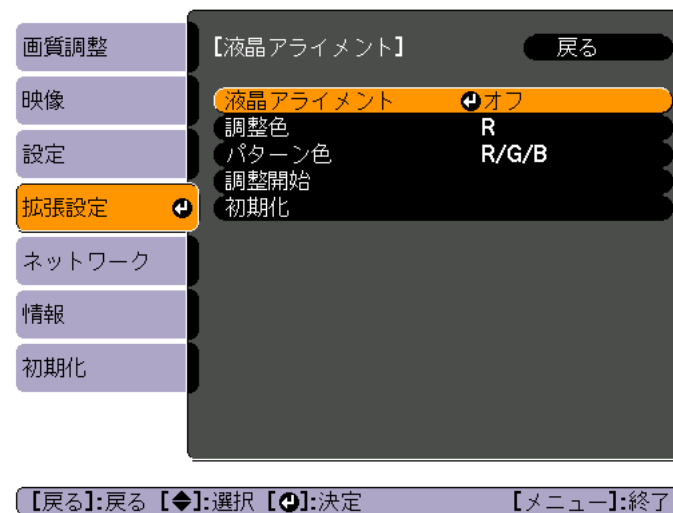 画質調整
映像
設定
拡張設定
ネットワーク
情報
初期化
【液晶アライメント】 戻る
液晶アライメント オフ
調整色 R
パターン色 R/G/B
調整開始
初期化
【戻る】:戻る 【◆】:選択 【⏎】:決定 【メニュー】:終了